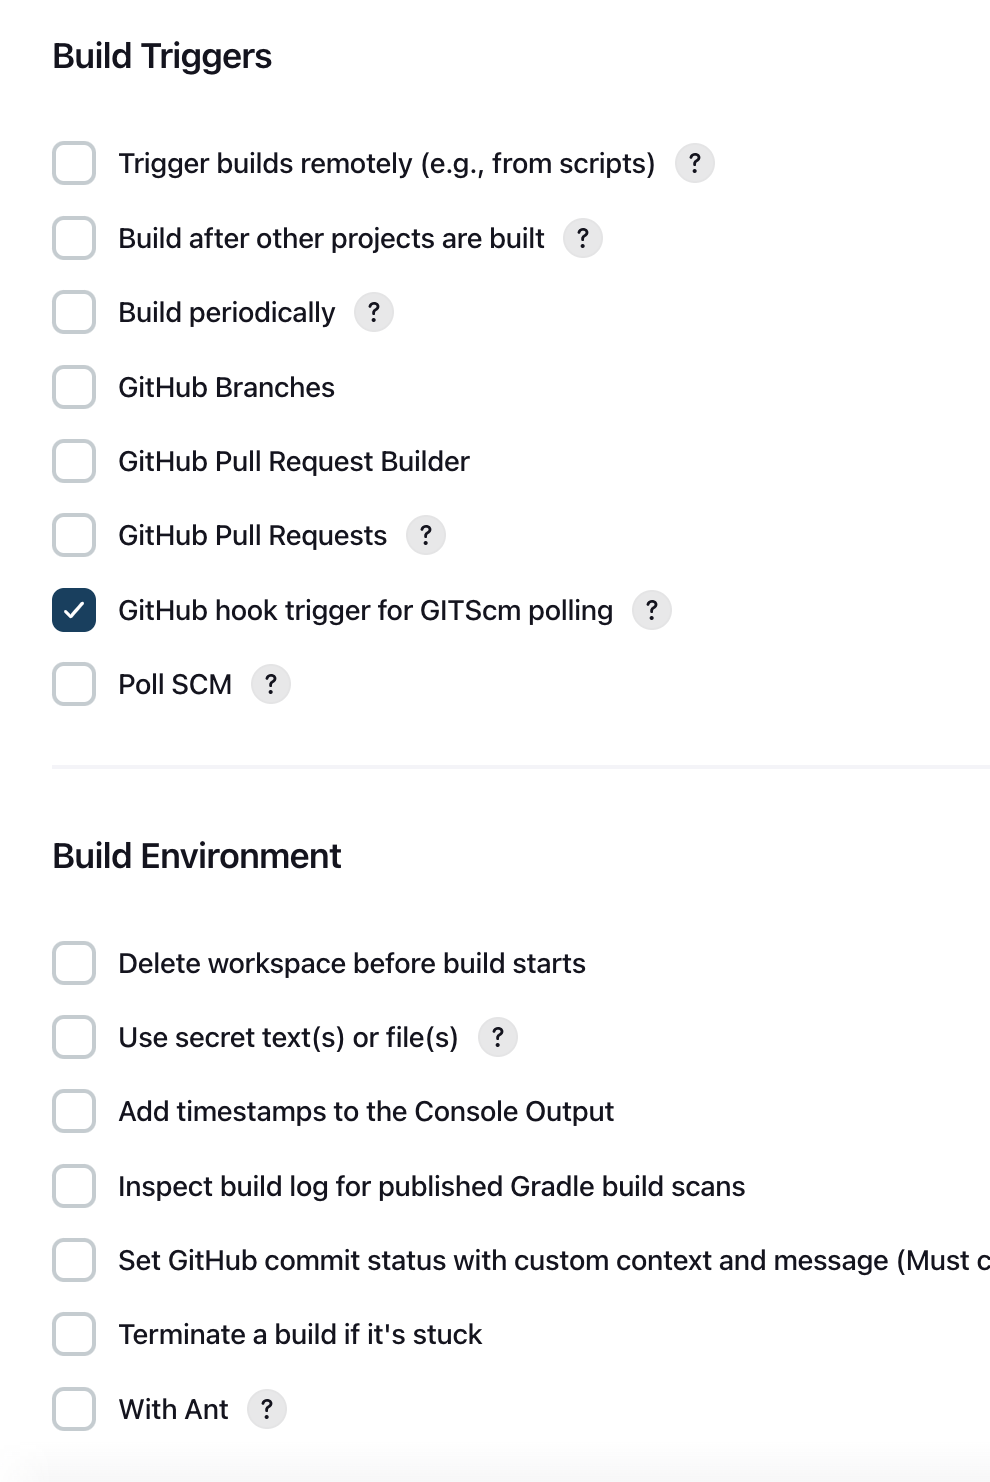 Build Triggers
Trigger builds remotely (e.g., from scripts) ?
Build after other projects are built ?
Build periodically ?
GitHub Branches
GitHub Pull Request Builder
GitHub Pull Requests ?
GitHub hook trigger for GITScm polling ?
Poll SCM ?
Build Environment
Delete workspace before build starts
Use secret text(s) or file(s) ?
Add timestamps to the Console Output
Inspect build log for published Gradle build scans
Set GitHub commit status with custom context and message (Must c
Terminate a build if it's stuck
With Ant ?